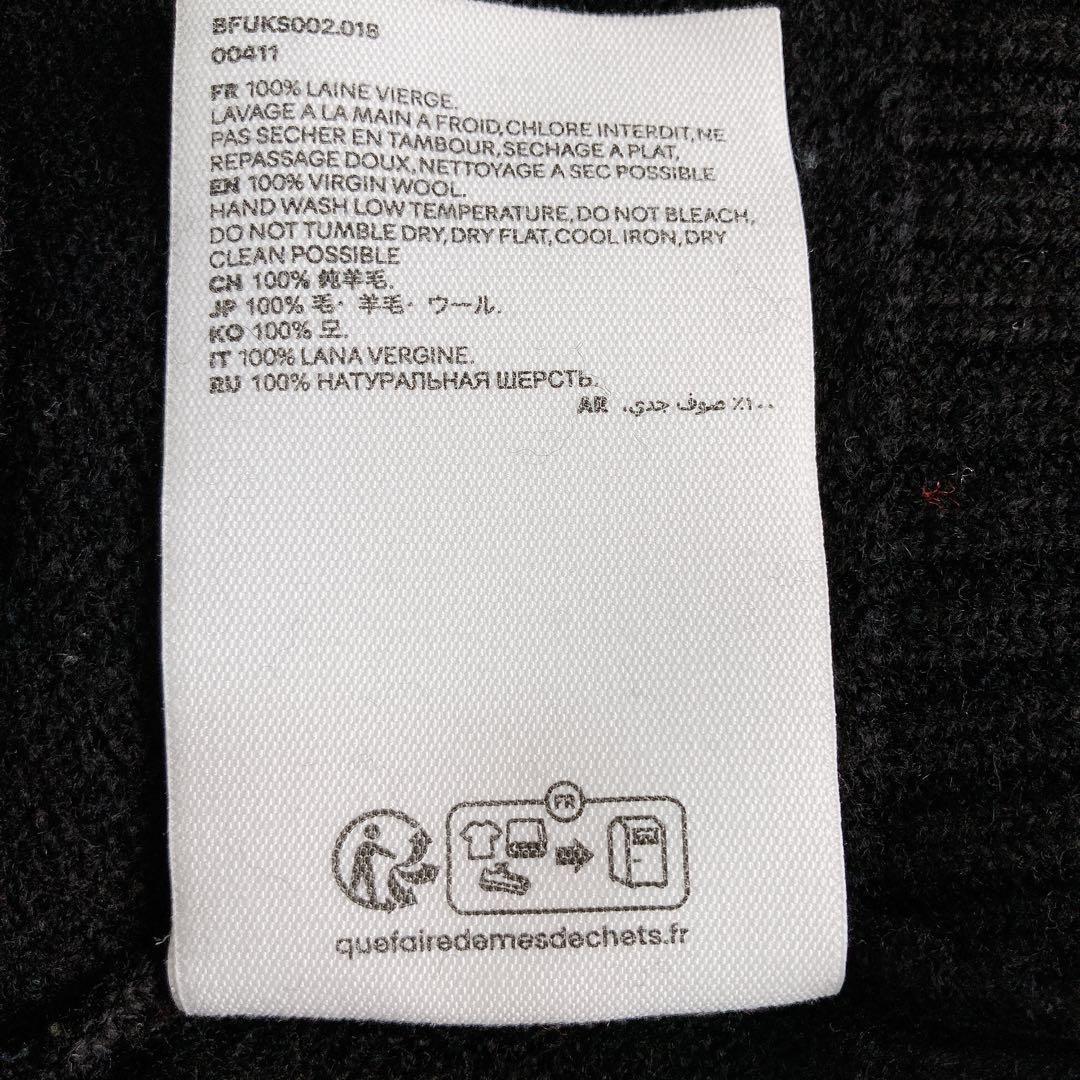 BFUKS002.018
00411
FR 100% LAINE VIERGE.
LAVAGE A LA MAIN A FROID,CHLORE INTERDIT,NE
PAS SECHER EN TAMBOUR,SECHAGE A PLAT,
REPASSAGE DOUX,NETTOYAGE A SEC POSSIBLE
EN 100% VIRGIN WOOL.
HAND WASH LOW TEMPERATURE,DO NOT BLEACH,
DO NOT TUMBLE DRY,DRY FLAT,COOL IRON,DRY
CLEAN POSSIBLE
CH 100% 純羊毛.
JP 100% 毛・羊毛・ウール.
KO 100% 모.
IT 100% LANA VERGINE.
RU 100% НАТУРАЛЬНАЯ ШЕРСТЬ.
AR ١٠٠٪ صوف جدي.
FR
quefairedemesdechets.fr